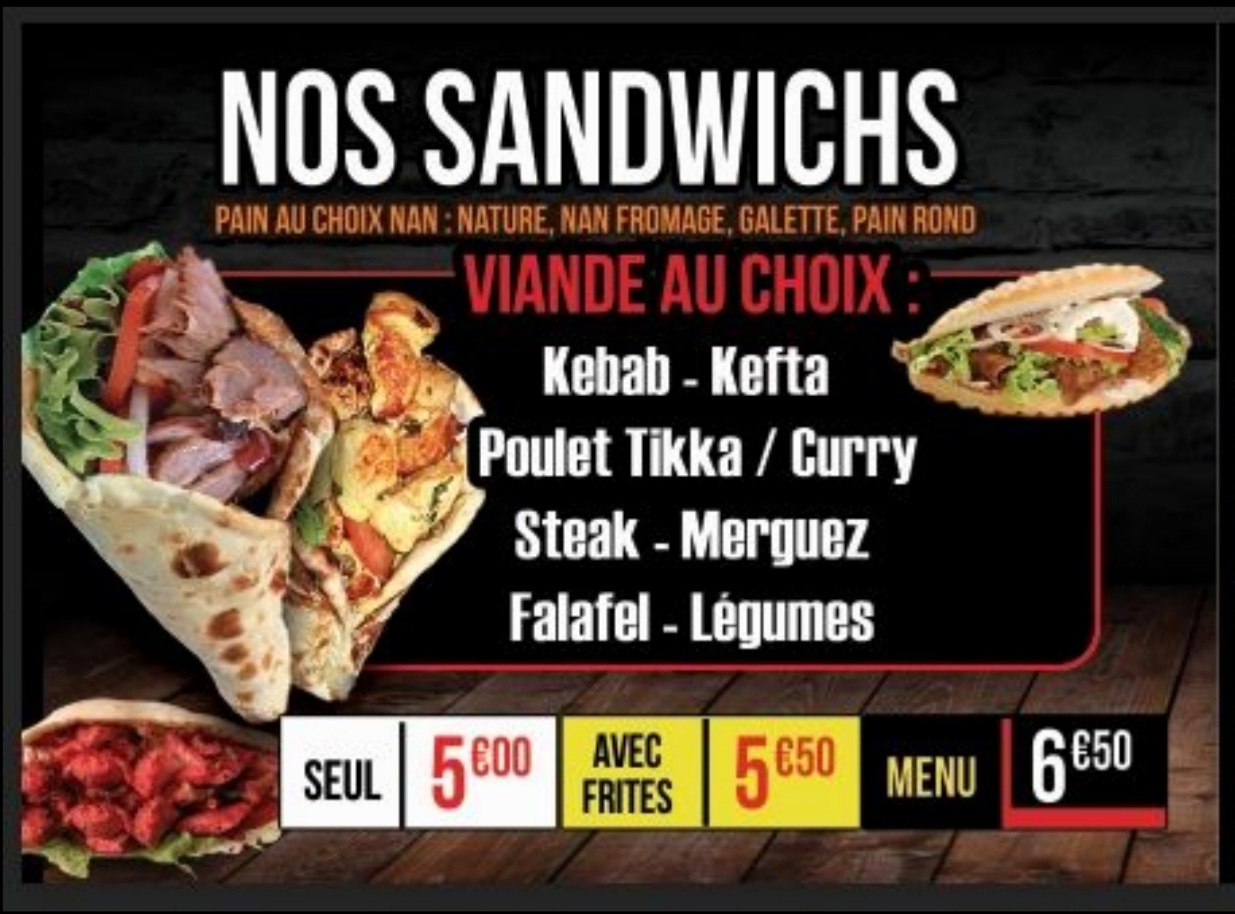 NOS SANDWICHS
PAIN AU CHOIX NAN : NATURE, NAN FROMAGE, GALETTE, PAIN ROND
VIANDE AU CHOIX :
Kebab - Kefta
Poulet Tikka / Curry
Steak - Merguez
Falafel - Légumes
SEUL 5€00 AVEC FRITES 5€50 MENU 6€50